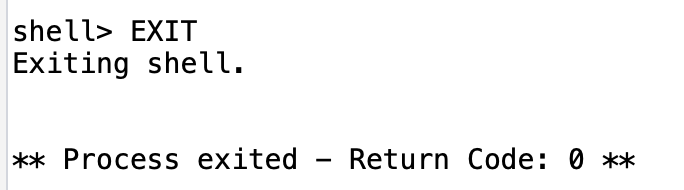 shell> EXIT
Exiting shell.
** Process exited - Return Code: 0 **